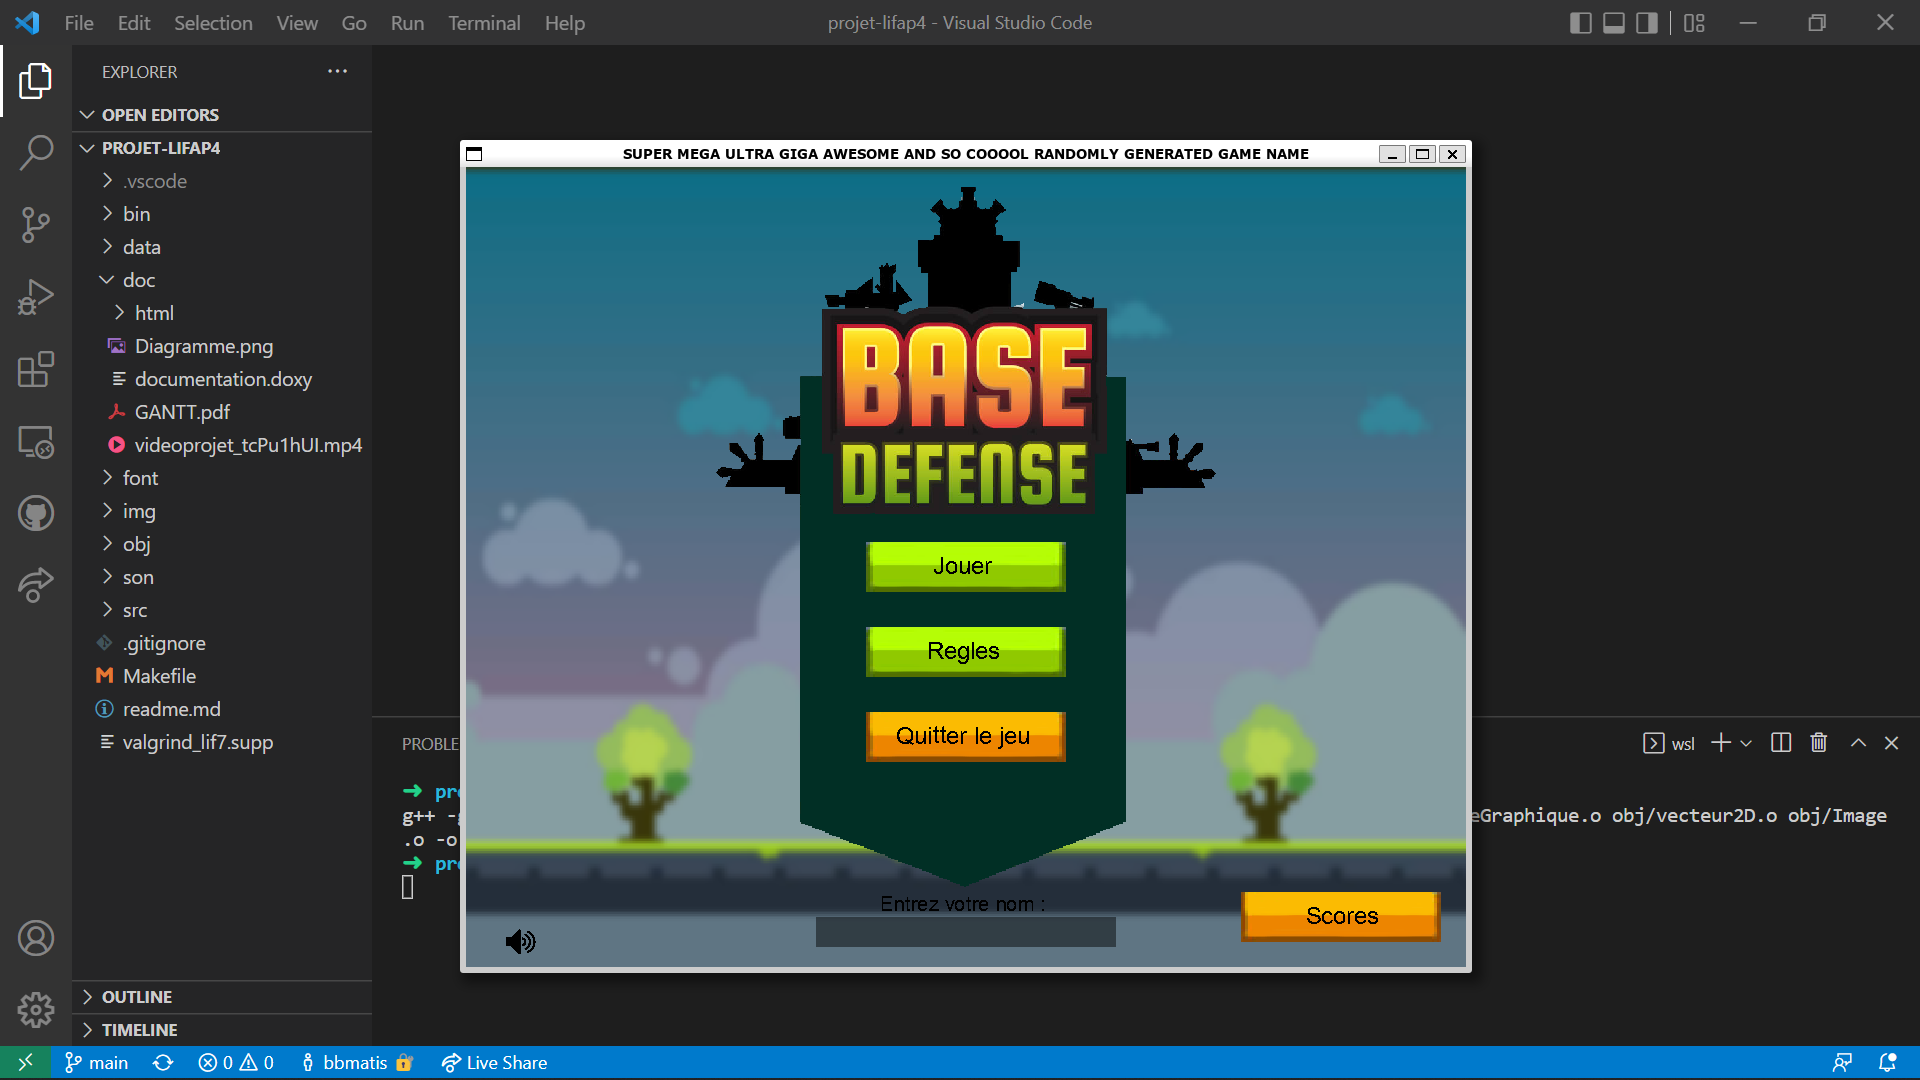 File Edit Selection View Go Run Terminal Help
projet-lifap4 - Visual Studio Code
EXPLORER
OPEN EDITORS
PROJET-LIFAP4
.vscode
bin
data
doc
html
Diagramme.png
documentation.doxy
GANTT.pdf
videoprojet_tcPu1hUI.mp4
font
img
obj
son
src
.gitignore
Makefile
readme.md
valgrind_lif7.supp
OUTLINE
TIMELINE
SUPER MEGA ULTRA GIGA AWESOME AND SO COOOOL RANDOMLY GENERATED GAME NAME
BASE
DEFENSE
Jouer
Regles
Quitter le jeu
Entrez votre nom :
Scores
PROBLE
wsl
➜ pro
g++ -g
eGraphique.o obj/vecteur2D.o obj/Image
.o -o
➜ pro
main
0 0
bbmatis
Live Share